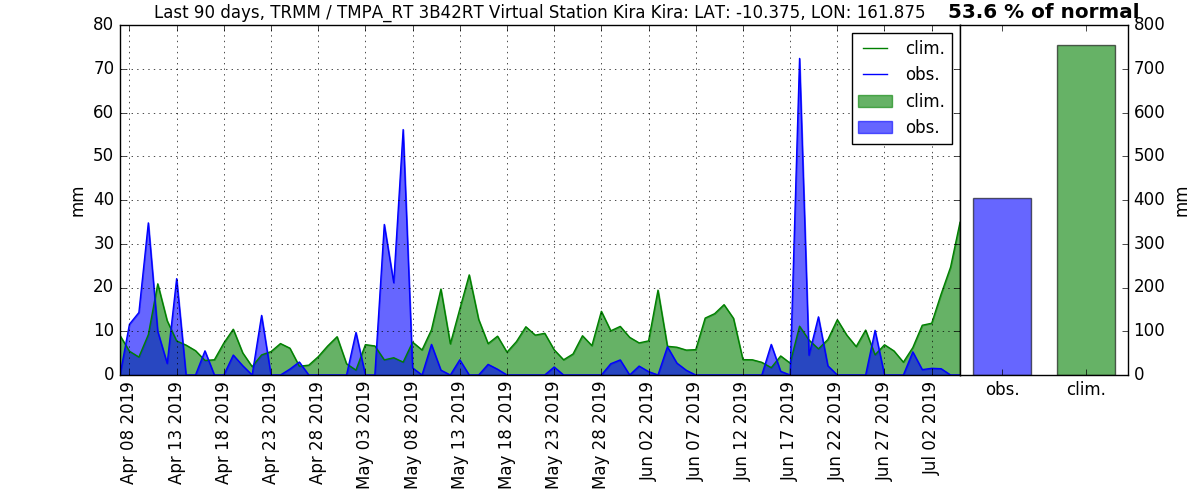 Last 90 days, TRMM / TMPA_RT 3B42RT Virtual Station Kira Kira: LAT: -10.375, LON: 161.875
53.6 % of normal
80
70
60
50
40
30
20
10
0
mm
clim.
obs.
clim.
obs.
800
700
600
500
400
300
200
100
0
mm
Apr 08 2019
Apr 13 2019
Apr 18 2019
Apr 23 2019
Apr 28 2019
May 03 2019
May 08 2019
May 13 2019
May 18 2019
May 23 2019
May 28 2019
Jun 02 2019
Jun 07 2019
Jun 12 2019
Jun 17 2019
Jun 22 2019
Jun 27 2019
Jul 02 2019
obs.
clim.